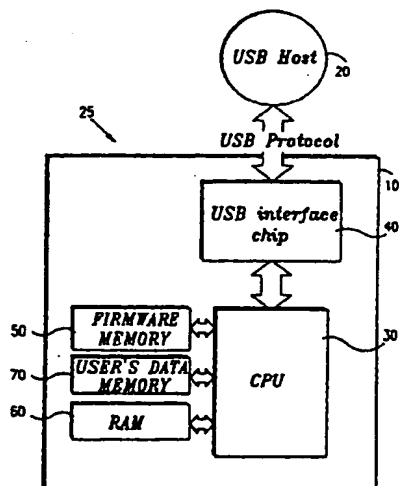 USB Host
20
25
USB Protocol
10
USB interface
chip
40
50
FIRMWARE
MEMORY
30
70
USER'S DATA
MEMORY
CPU
60
RAM